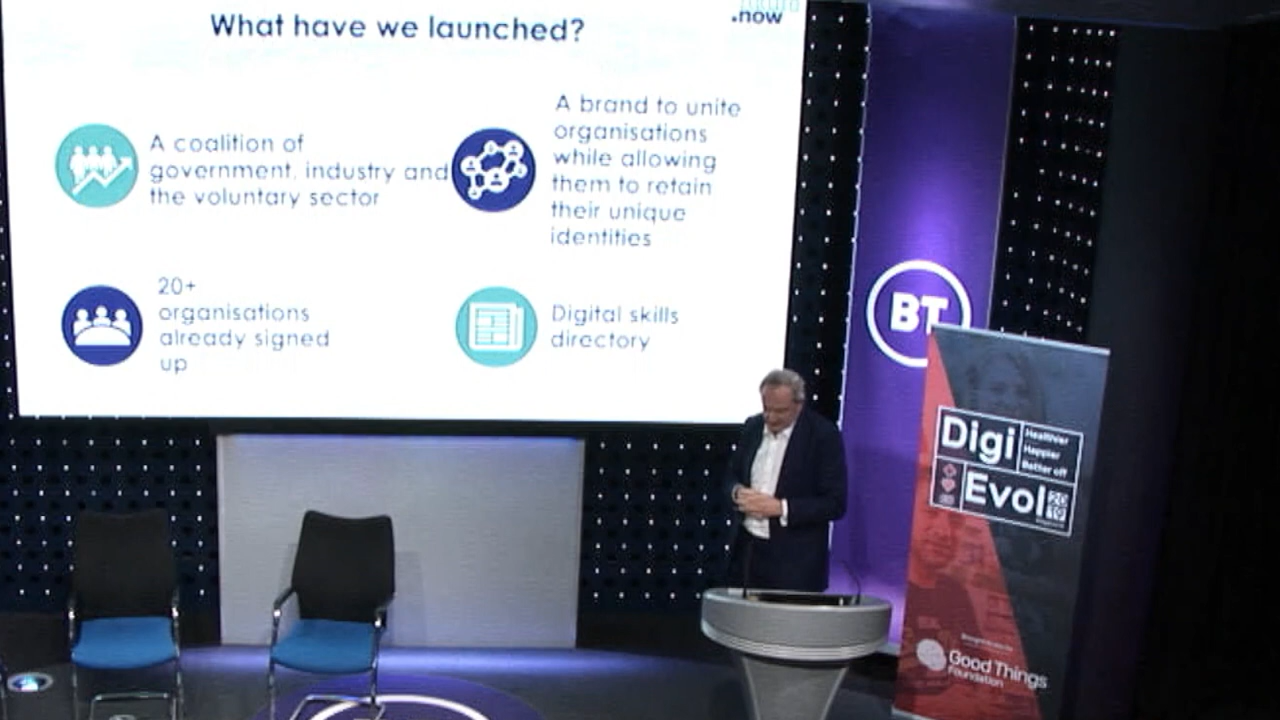 What have we launched?
.now
A coalition of
government, industry and
the voluntary sector
A brand to unite
organisations
while allowing
them to retain
their unique
identities
20+
organisations
already signed
up
Digital skills
directory
BT
Digi
Healthier
Happier
Better off
Evol
2019
Good Things
Foundation